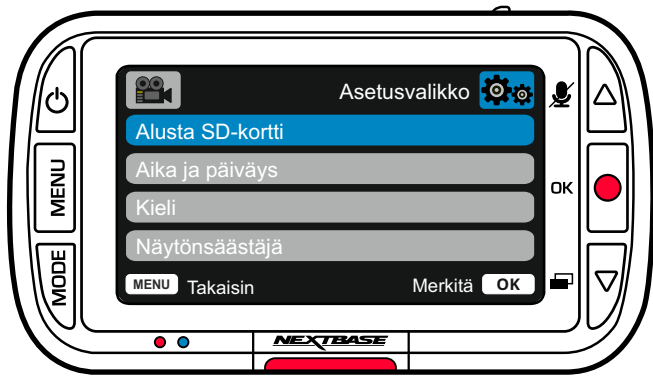 Asetusvalikko
Alusta SD-kortti
Aika ja päiväys
Kieli
Näytönsäästäjä
MENU Takaisin Merkitä OK
MENU
MODE
OK
NEXTBASE